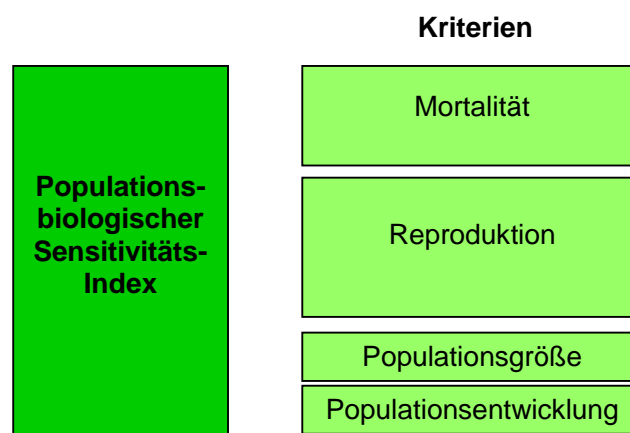 Kriterien
Populations-
biologischer
Sensitivitäts-
Index
Mortalität
Reproduktion
Populationsgröße
Populationsentwicklung